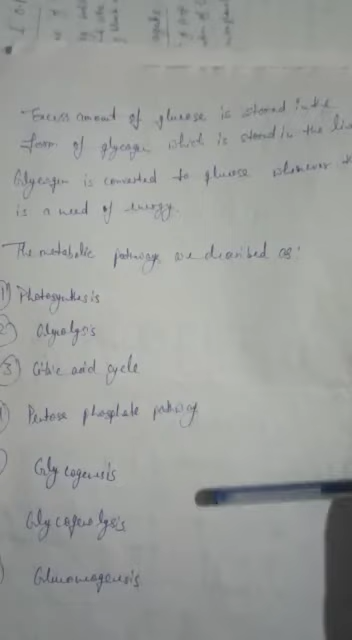 Excess amount of glucose is stored in the
form of glycogen which is stored in the
Glycogen is converted to glucose whenever
is a need of energy.
The metabolic pathways are described as:
1) Photosynthesis
2) Glycolysis
3) Citric acid cycle
Pentose phosphate pathway
Glycogenesis
Glycogenolysis
Gluconeogenesis